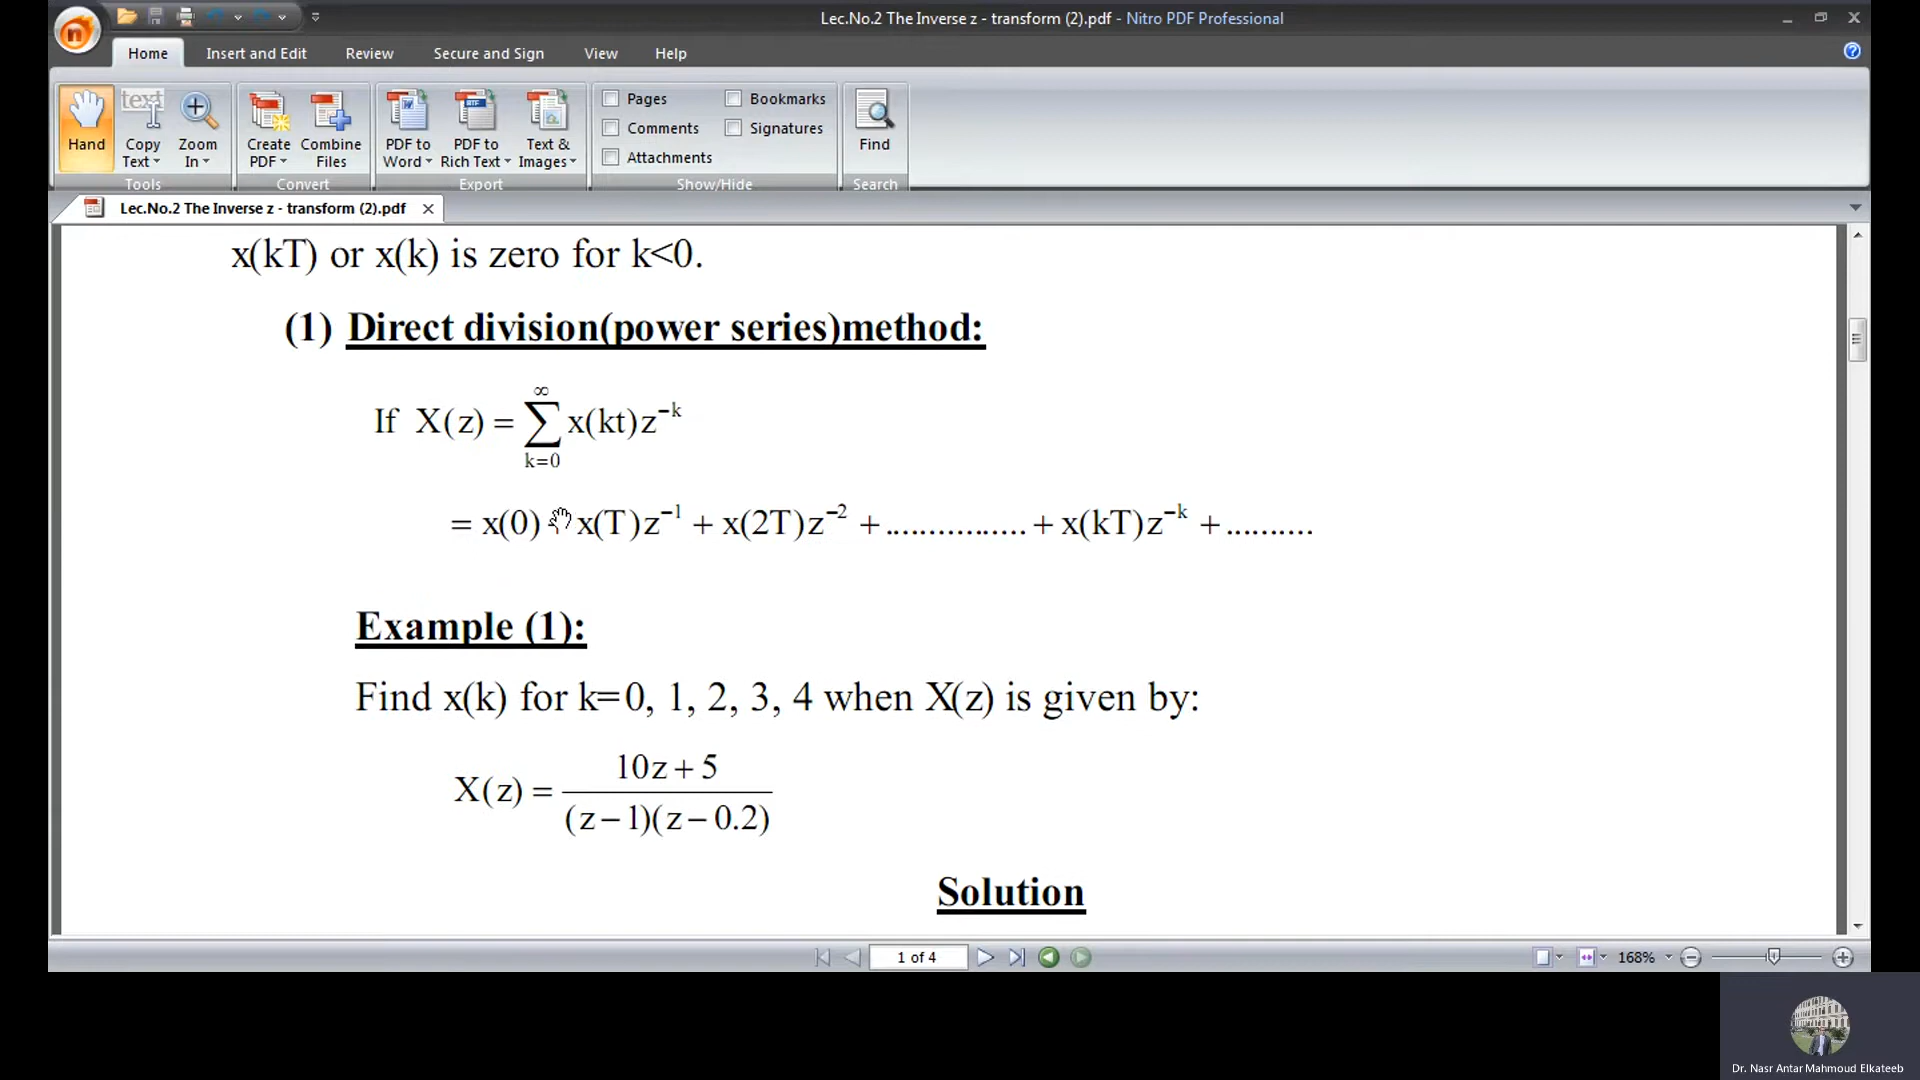 Lec.No.2 The Inverse z - transform (2).pdf - Nitro PDF Professional
Home Insert and Edit Review Secure and Sign View Help
Hand Copy Text Zoom In
Tools
Create PDF Combine Files
Convert
PDF to Word PDF to Rich Text Text & Images
Export
Pages Bookmarks
Comments Signatures
Attachments
Show/Hide
Find
Search
Lec.No.2 The Inverse z - transform (2).pdf
x(kT) or x(k) is zero for k<0.
(1) Direct division(power series)method:
If X(z) = ∑_{k=0}^{∞} x(kt)z⁻ᵏ
= x(0) x(T)z⁻¹ + x(2T)z⁻² + ............... + x(kT)z⁻ᵏ + ..........
Example (1):
Find x(k) for k=0, 1, 2, 3, 4 when X(z) is given by:
X(z) = (10z + 5) / ((z − 1)(z − 0.2))
Solution
1 of 4
168%
Dr. Nasr Antar Mahmoud Elkateeb